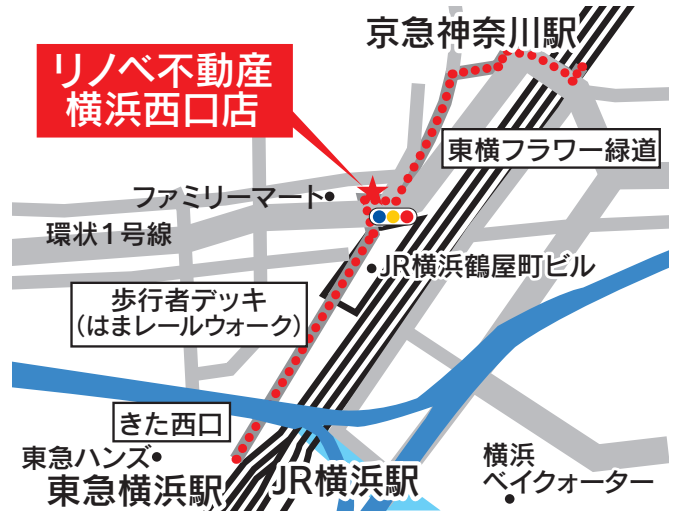 京急神奈川駅
リノベ不動産
横浜西口店
東横フラワー緑道
ファミリーマート
環状1号線
JR横浜鶴屋町ビル
歩行者デッキ
(はまレールウォーク)
きた西口
東急ハンズ
東急横浜駅
JR横浜駅
横浜
ベイクォーター